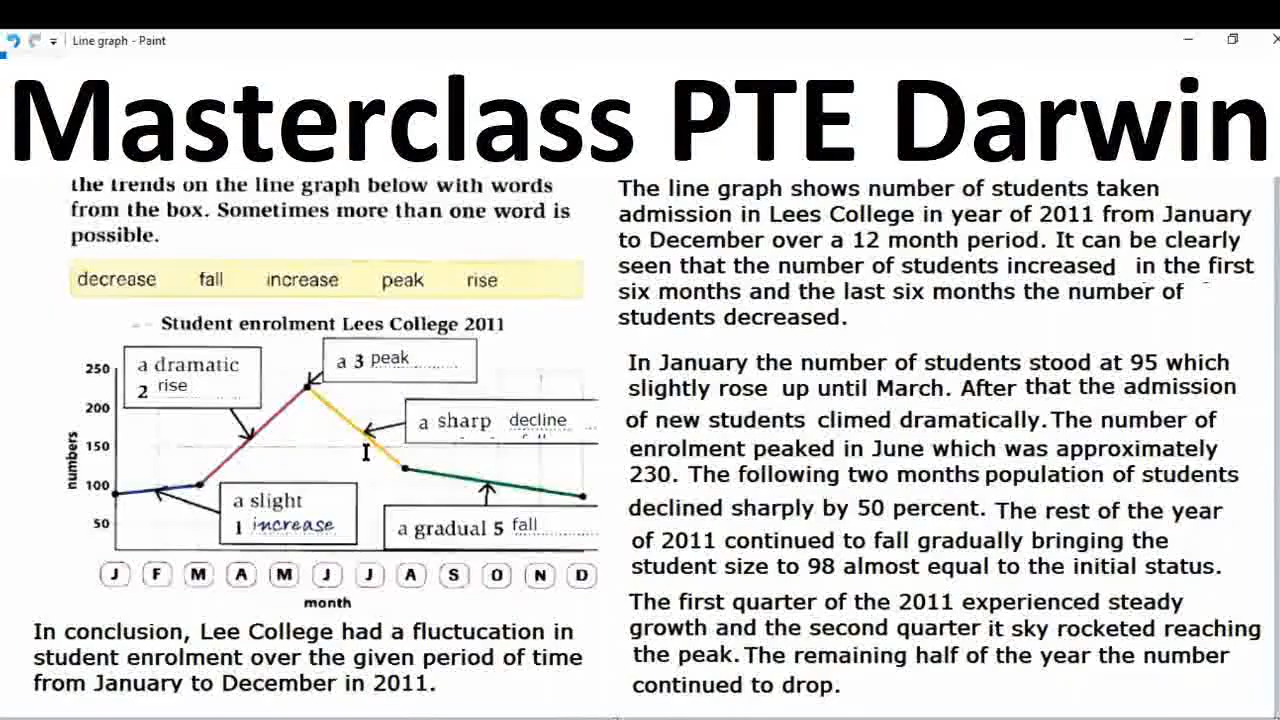 Line graph - Paint
Masterclass PTE Darwin
the trends on the line graph below with words
from the box. Sometimes more than one word is
possible.
decrease fall increase peak rise
Student enrolment Lees College 2011
250
200
150
100
50
numbers
a dramatic
2 rise
a 3 peak
a sharp decline
a slight
1 increase
a gradual 5 fall
J F M A M J J A S O N D
month
In conclusion, Lee College had a fluctucation in
student enrolment over the given period of time
from January to December in 2011.
The line graph shows number of students taken
admission in Lees College in year of 2011 from January
to December over a 12 month period. It can be clearly
seen that the number of students increased in the first
six months and the last six months the number of
students decreased.
In January the number of students stood at 95 which
slightly rose up until March. After that the admission
of new students climed dramatically. The number of
enrolment peaked in June which was approximately
230. The following two months population of students
declined sharply by 50 percent. The rest of the year
of 2011 continued to fall gradually bringing the
student size to 98 almost equal to the initial status.
The first quarter of the 2011 experienced steady
growth and the second quarter it sky rocketed reaching
the peak. The remaining half of the year the number
continued to drop.